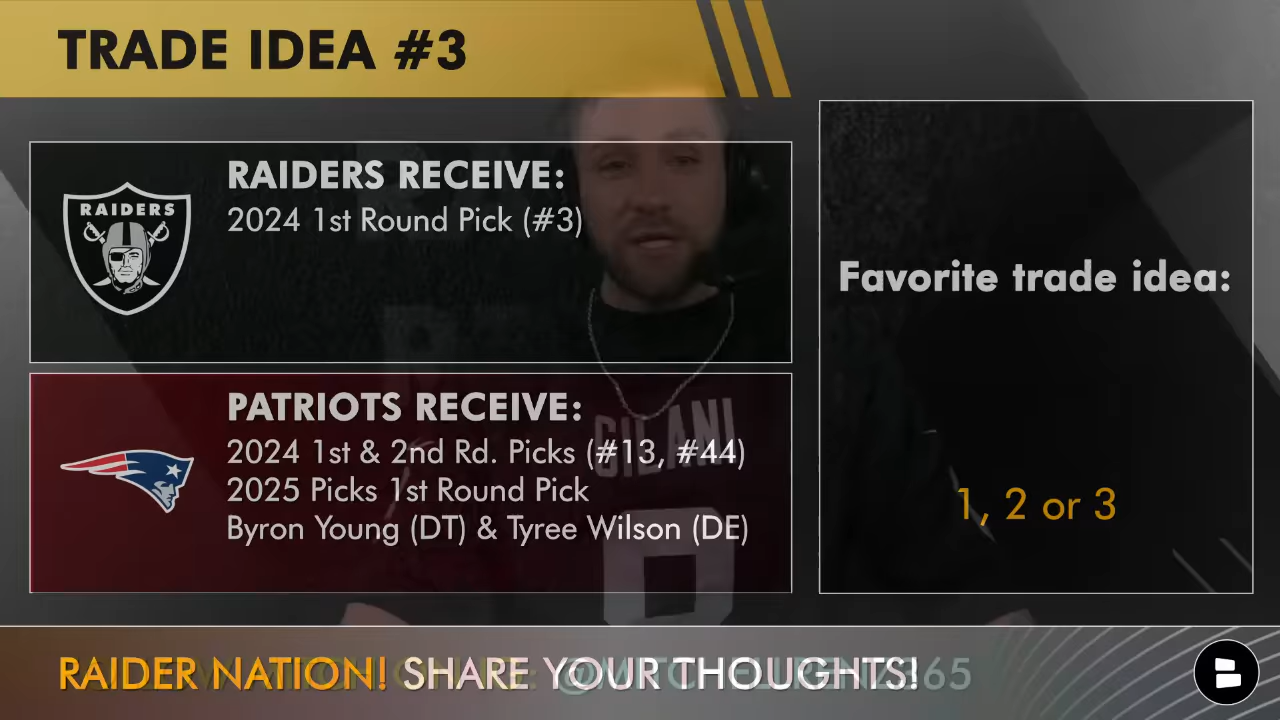 TRADE IDEA #3
RAIDERS
RAIDERS RECEIVE:
2024 1st Round Pick (#3)
Favorite trade idea:
1, 2 or 3
PATRIOTS RECEIVE:
2024 1st & 2nd Rd. Picks (#13, #44)
2025 Picks 1st Round Pick
Byron Young (DT) & Tyree Wilson (DE)
GILANI
RAIDER NATION! SHARE YOUR THOUGHTS!